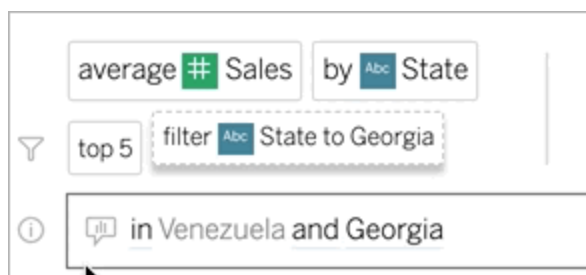 average # Sales by Abc State
top 5 filter Abc State to Georgia
in Venezuela and Georgia